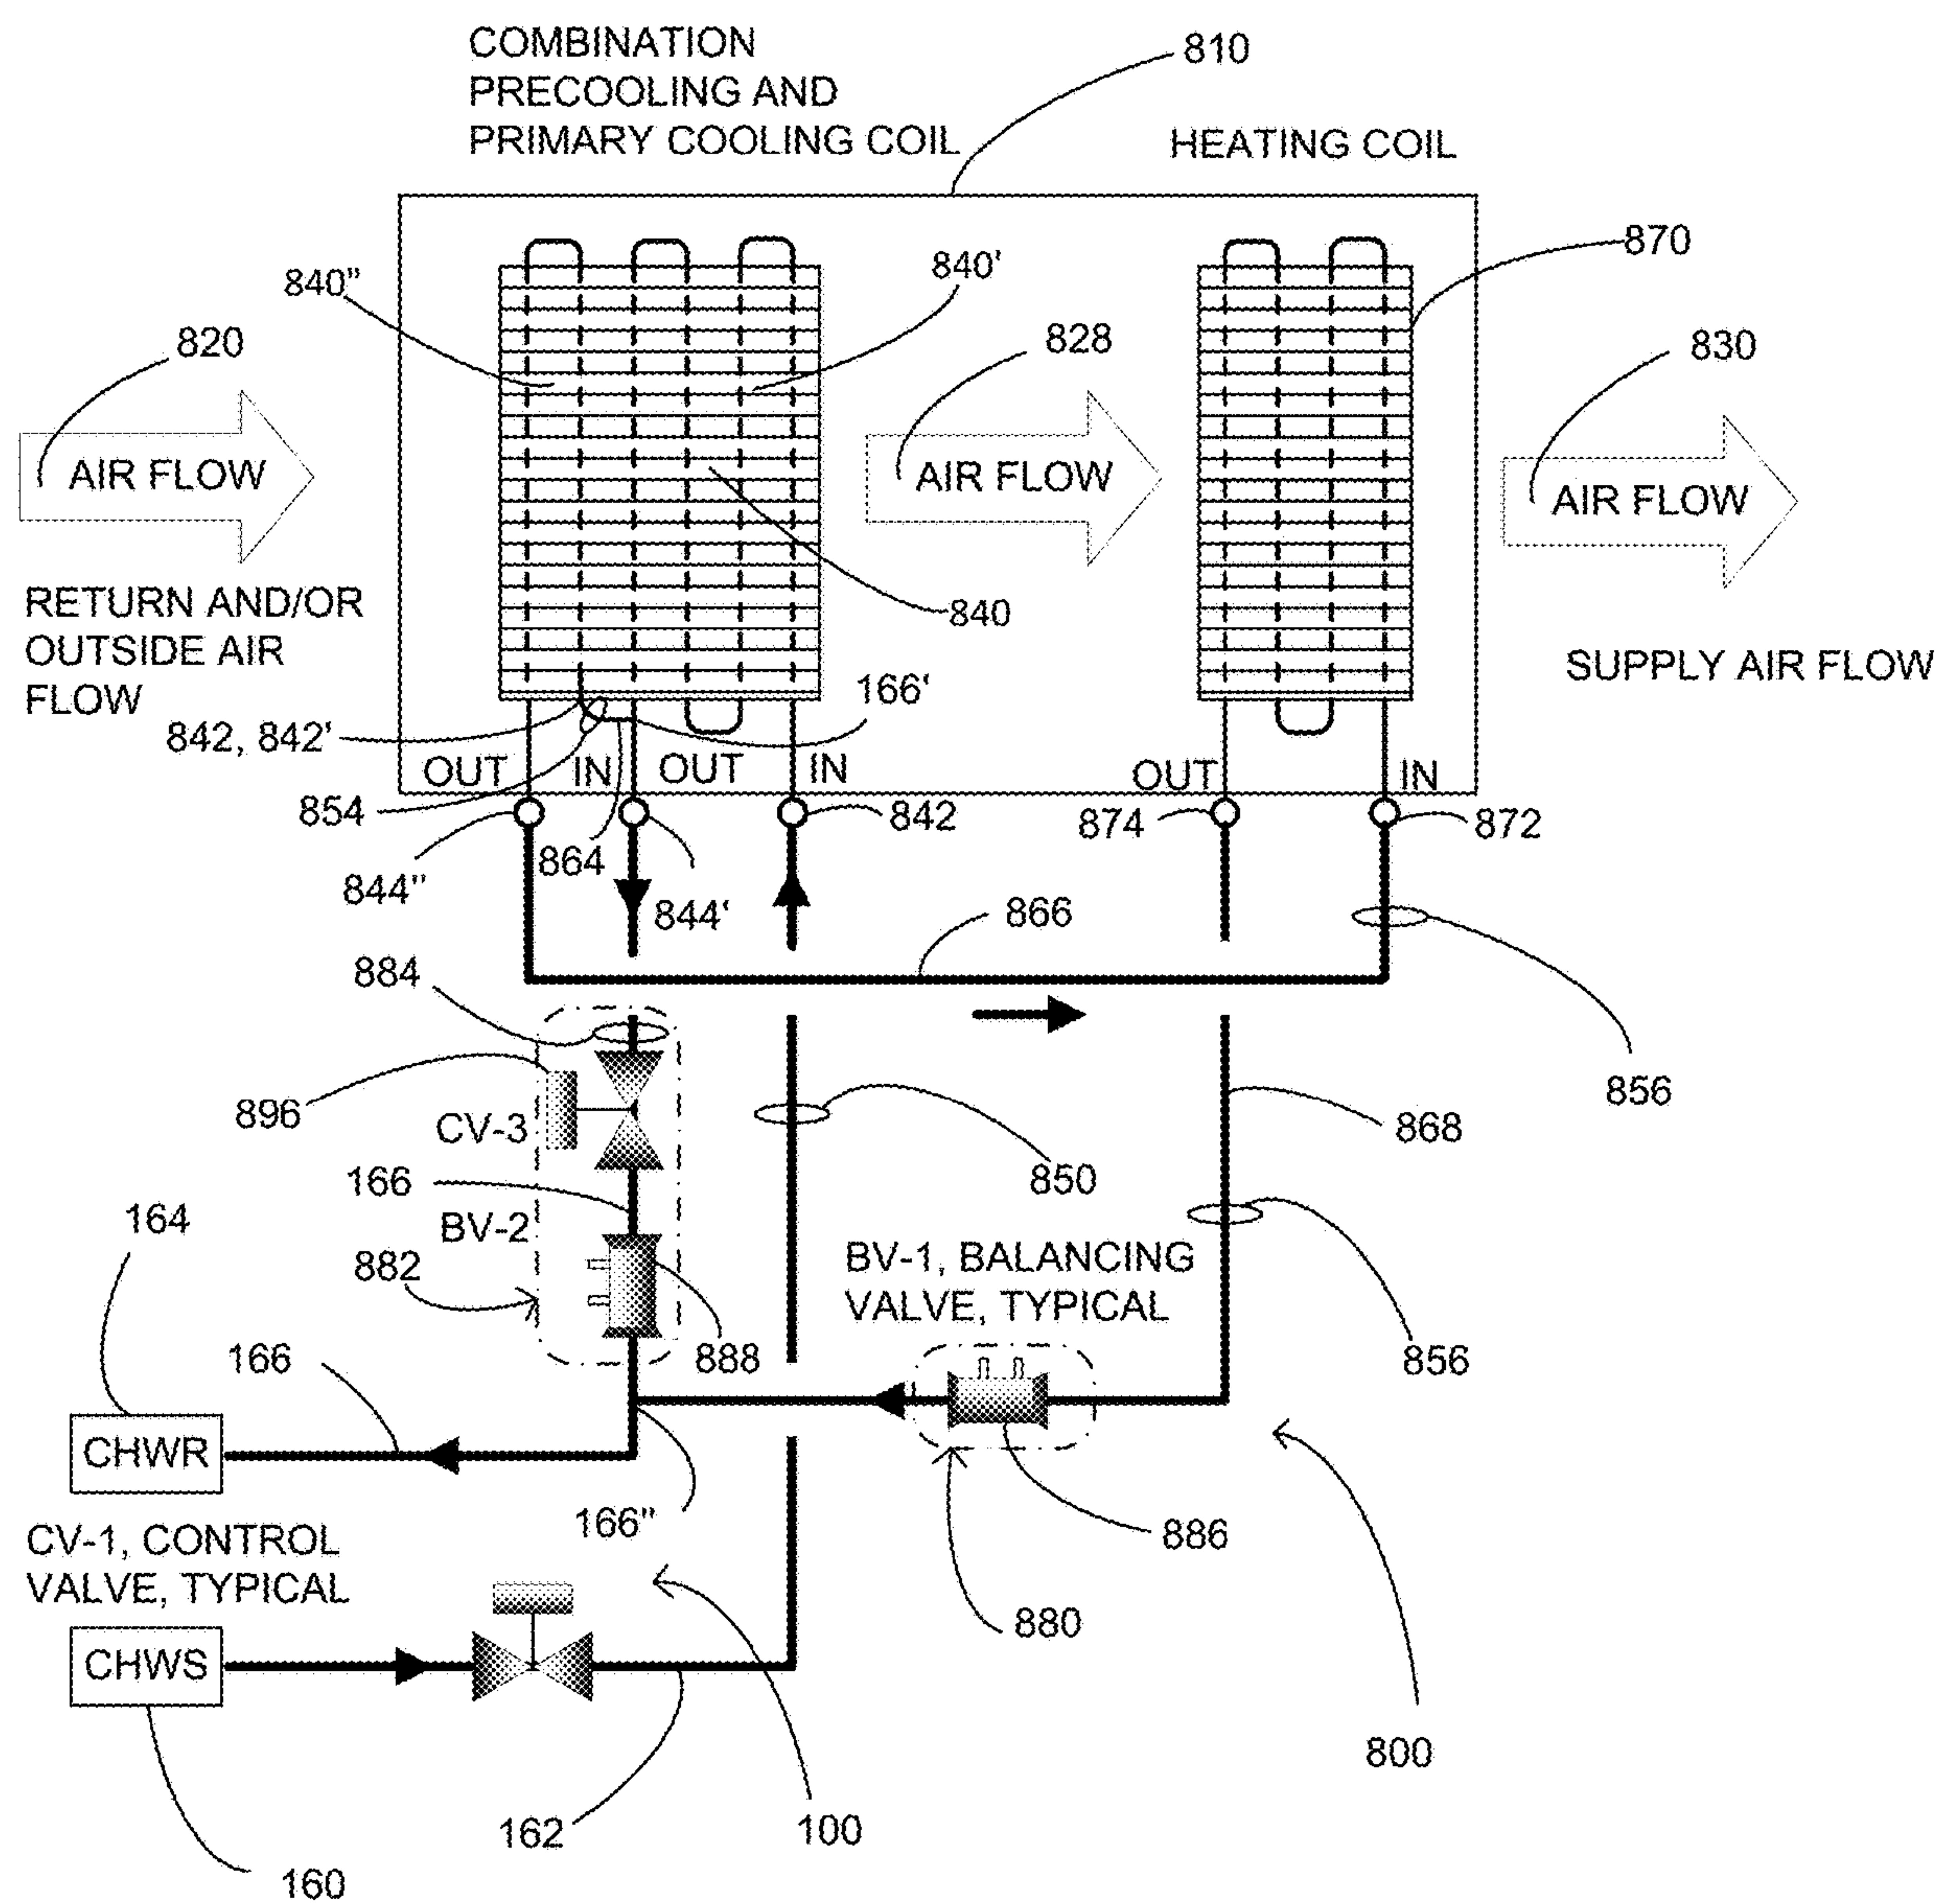 COMBINATION
PRECOOLING AND
PRIMARY COOLING COIL
810
HEATING COIL
840"
840'
870
820
828
830
AIR FLOW
AIR FLOW
AIR FLOW
RETURN AND/OR
OUTSIDE AIR
FLOW
840
SUPPLY AIR FLOW
842, 842'
166'
OUT
IN
OUT
IN
OUT
IN
854
864
842
874
872
844"
844'
866
884
896
CV-3
856
868
166
850
164
BV-2
882
BV-1, BALANCING
VALVE, TYPICAL
166
888
856
CHWR
166"
886
CV-1, CONTROL
VALVE, TYPICAL
880
CHWS
800
162
100
160